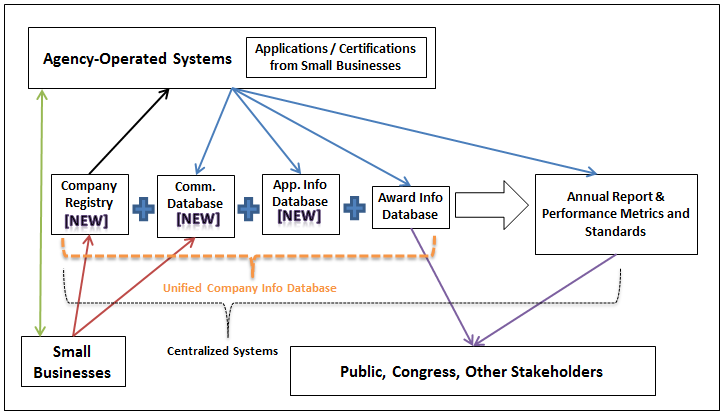 Agency-Operated Systems
Applications / Certifications
from Small Businesses
Company
Registry
[NEW]
Comm.
Database
[NEW]
App. Info
Database
[NEW]
Award Info
Database
Annual Report &
Performance Metrics and
Standards
Unified Company Info Database
Centralized Systems
Small
Businesses
Public, Congress, Other Stakeholders